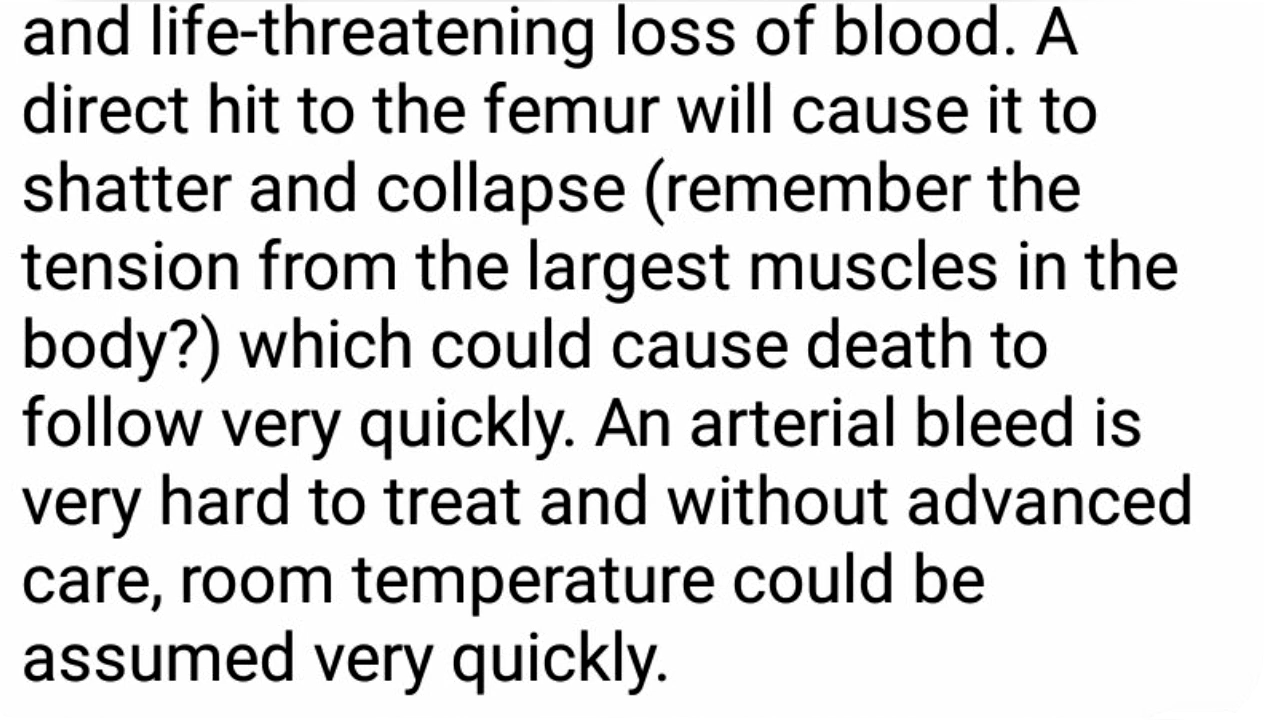 and life-threatening loss of blood. A
direct hit to the femur will cause it to
shatter and collapse (remember the
tension from the largest muscles in the
body?) which could cause death to
follow very quickly. An arterial bleed is
very hard to treat and without advanced
care, room temperature could be
assumed very quickly.